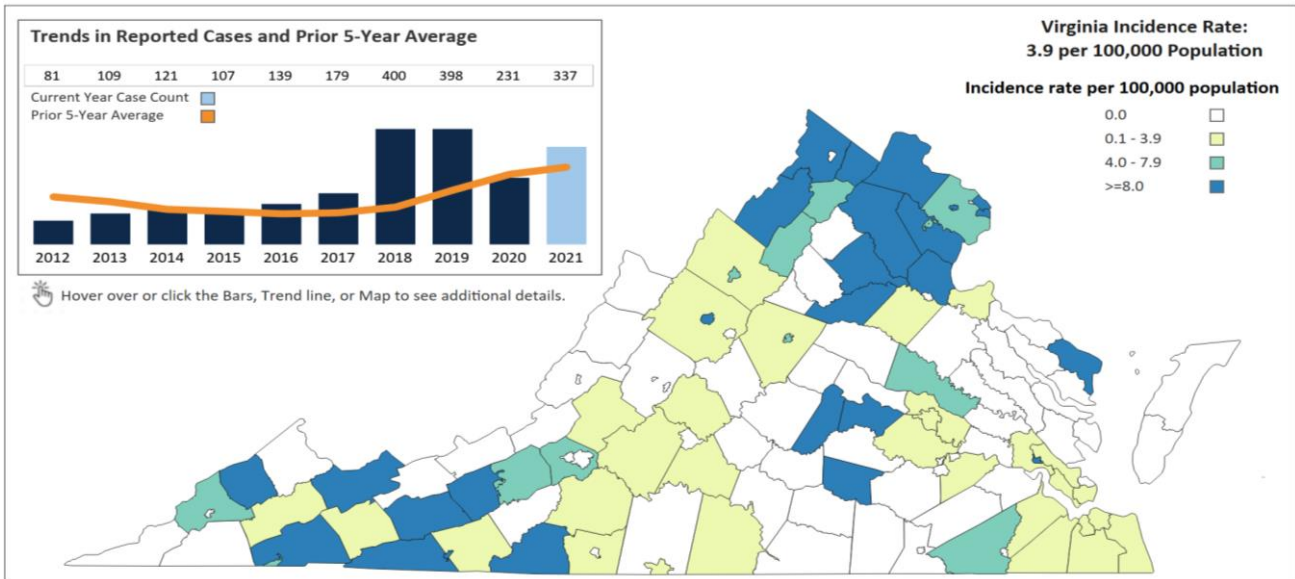 Trends in Reported Cases and Prior 5-Year Average
81 109 121 107 139 179 400 398 231 337
Current Year Case Count
Prior 5-Year Average
2012 2013 2014 2015 2016 2017 2018 2019 2020 2021
Hover over or click the Bars, Trend line, or Map to see additional details.
Virginia Incidence Rate:
3.9 per 100,000 Population
Incidence rate per 100,000 population
0.0
0.1 - 3.9
4.0 - 7.9
>=8.0